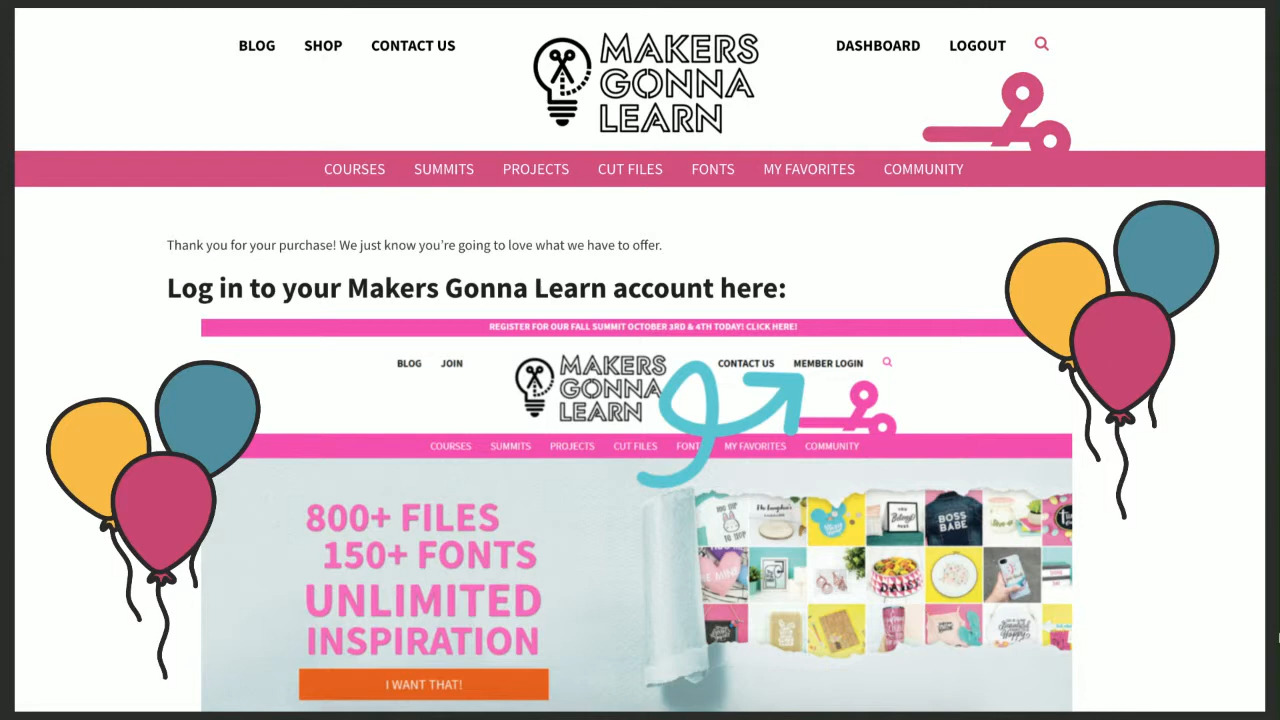 BLOG SHOP CONTACT US
MAKERS
GONNA
LEARN
DASHBOARD LOGOUT
COURSES SUMMITS PROJECTS CUT FILES FONTS MY FAVORITES COMMUNITY
Thank you for your purchase! We just know you're going to love what we have to offer.
Log in to your Makers Gonna Learn account here:
REGISTER FOR OUR FALL SUMMIT OCTOBER 3RD & 4TH TODAY! CLICK HERE!
BLOG JOIN
MAKERS
GONNA
LEARN
CONTACT US MEMBER LOGIN
COURSES SUMMITS PROJECTS CUT FILES FONT MY FAVORITES COMMUNITY
800+ FILES
150+ FONTS
UNLIMITED
INSPIRATION
I WANT THAT!
BOSS
BABE